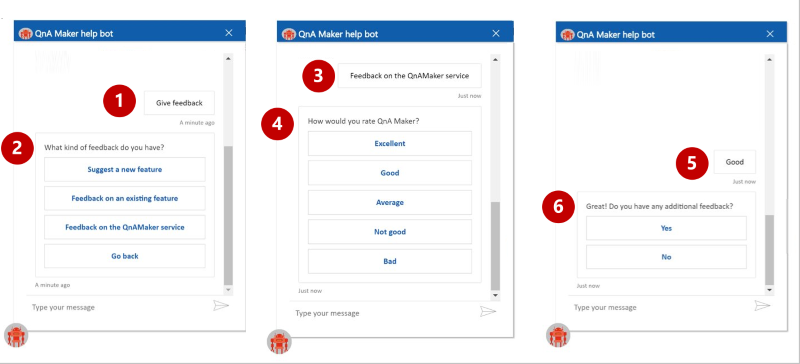 QnA Maker help bot
1
Give feedback
A minute ago
2
What kind of feedback do you have?
Suggest a new feature
Feedback on an existing feature
Feedback on the QnAMaker service
Go back
A minute ago
Type your message
QnA Maker help bot
3
Feedback on the QnAMaker service
Just now
4
How would you rate QnA Maker?
Excellent
Good
Average
Not good
Bad
Just now
Type your message
QnA Maker help bot
5
Good
Just now
6
Great! Do you have any additional feedback?
Yes
No
Just now
Type your message